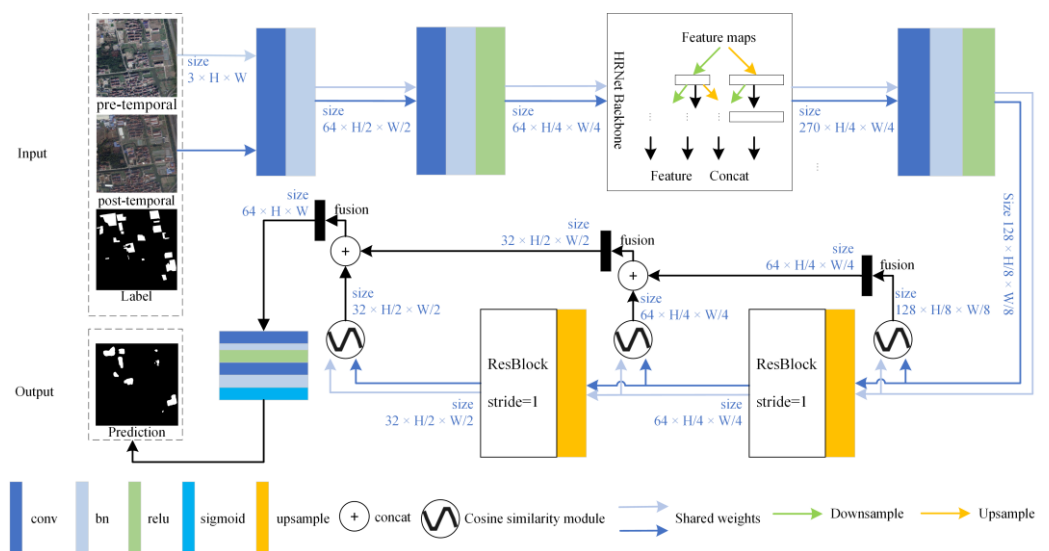 Input
pre-temporal
post-temporal
Label
size
3 × H × W
size
64 × H/2 × W/2
size
64 × H/4 × W/4
HRNet Backbone
Feature maps
Feature Concat
size
270 × H/4 × W/4
Size 128 × H/8 × W/8
size
64 × H × W
fusion
size
32 × H/2 × W/2
fusion
size
64 × H/4 × W/4
fusion
size
32 × H/2 × W/2
size
64 × H/4 × W/4
size
128 × H/8 × W/8
ResBlock
stride=1
ResBlock
stride=1
size
32 × H/2 × W/2
size
64 × H/4 × W/4
Output
Prediction
conv
bn
relu
sigmoid
upsample
concat
Cosine similarity module
Shared weights
Downsample
Upsample